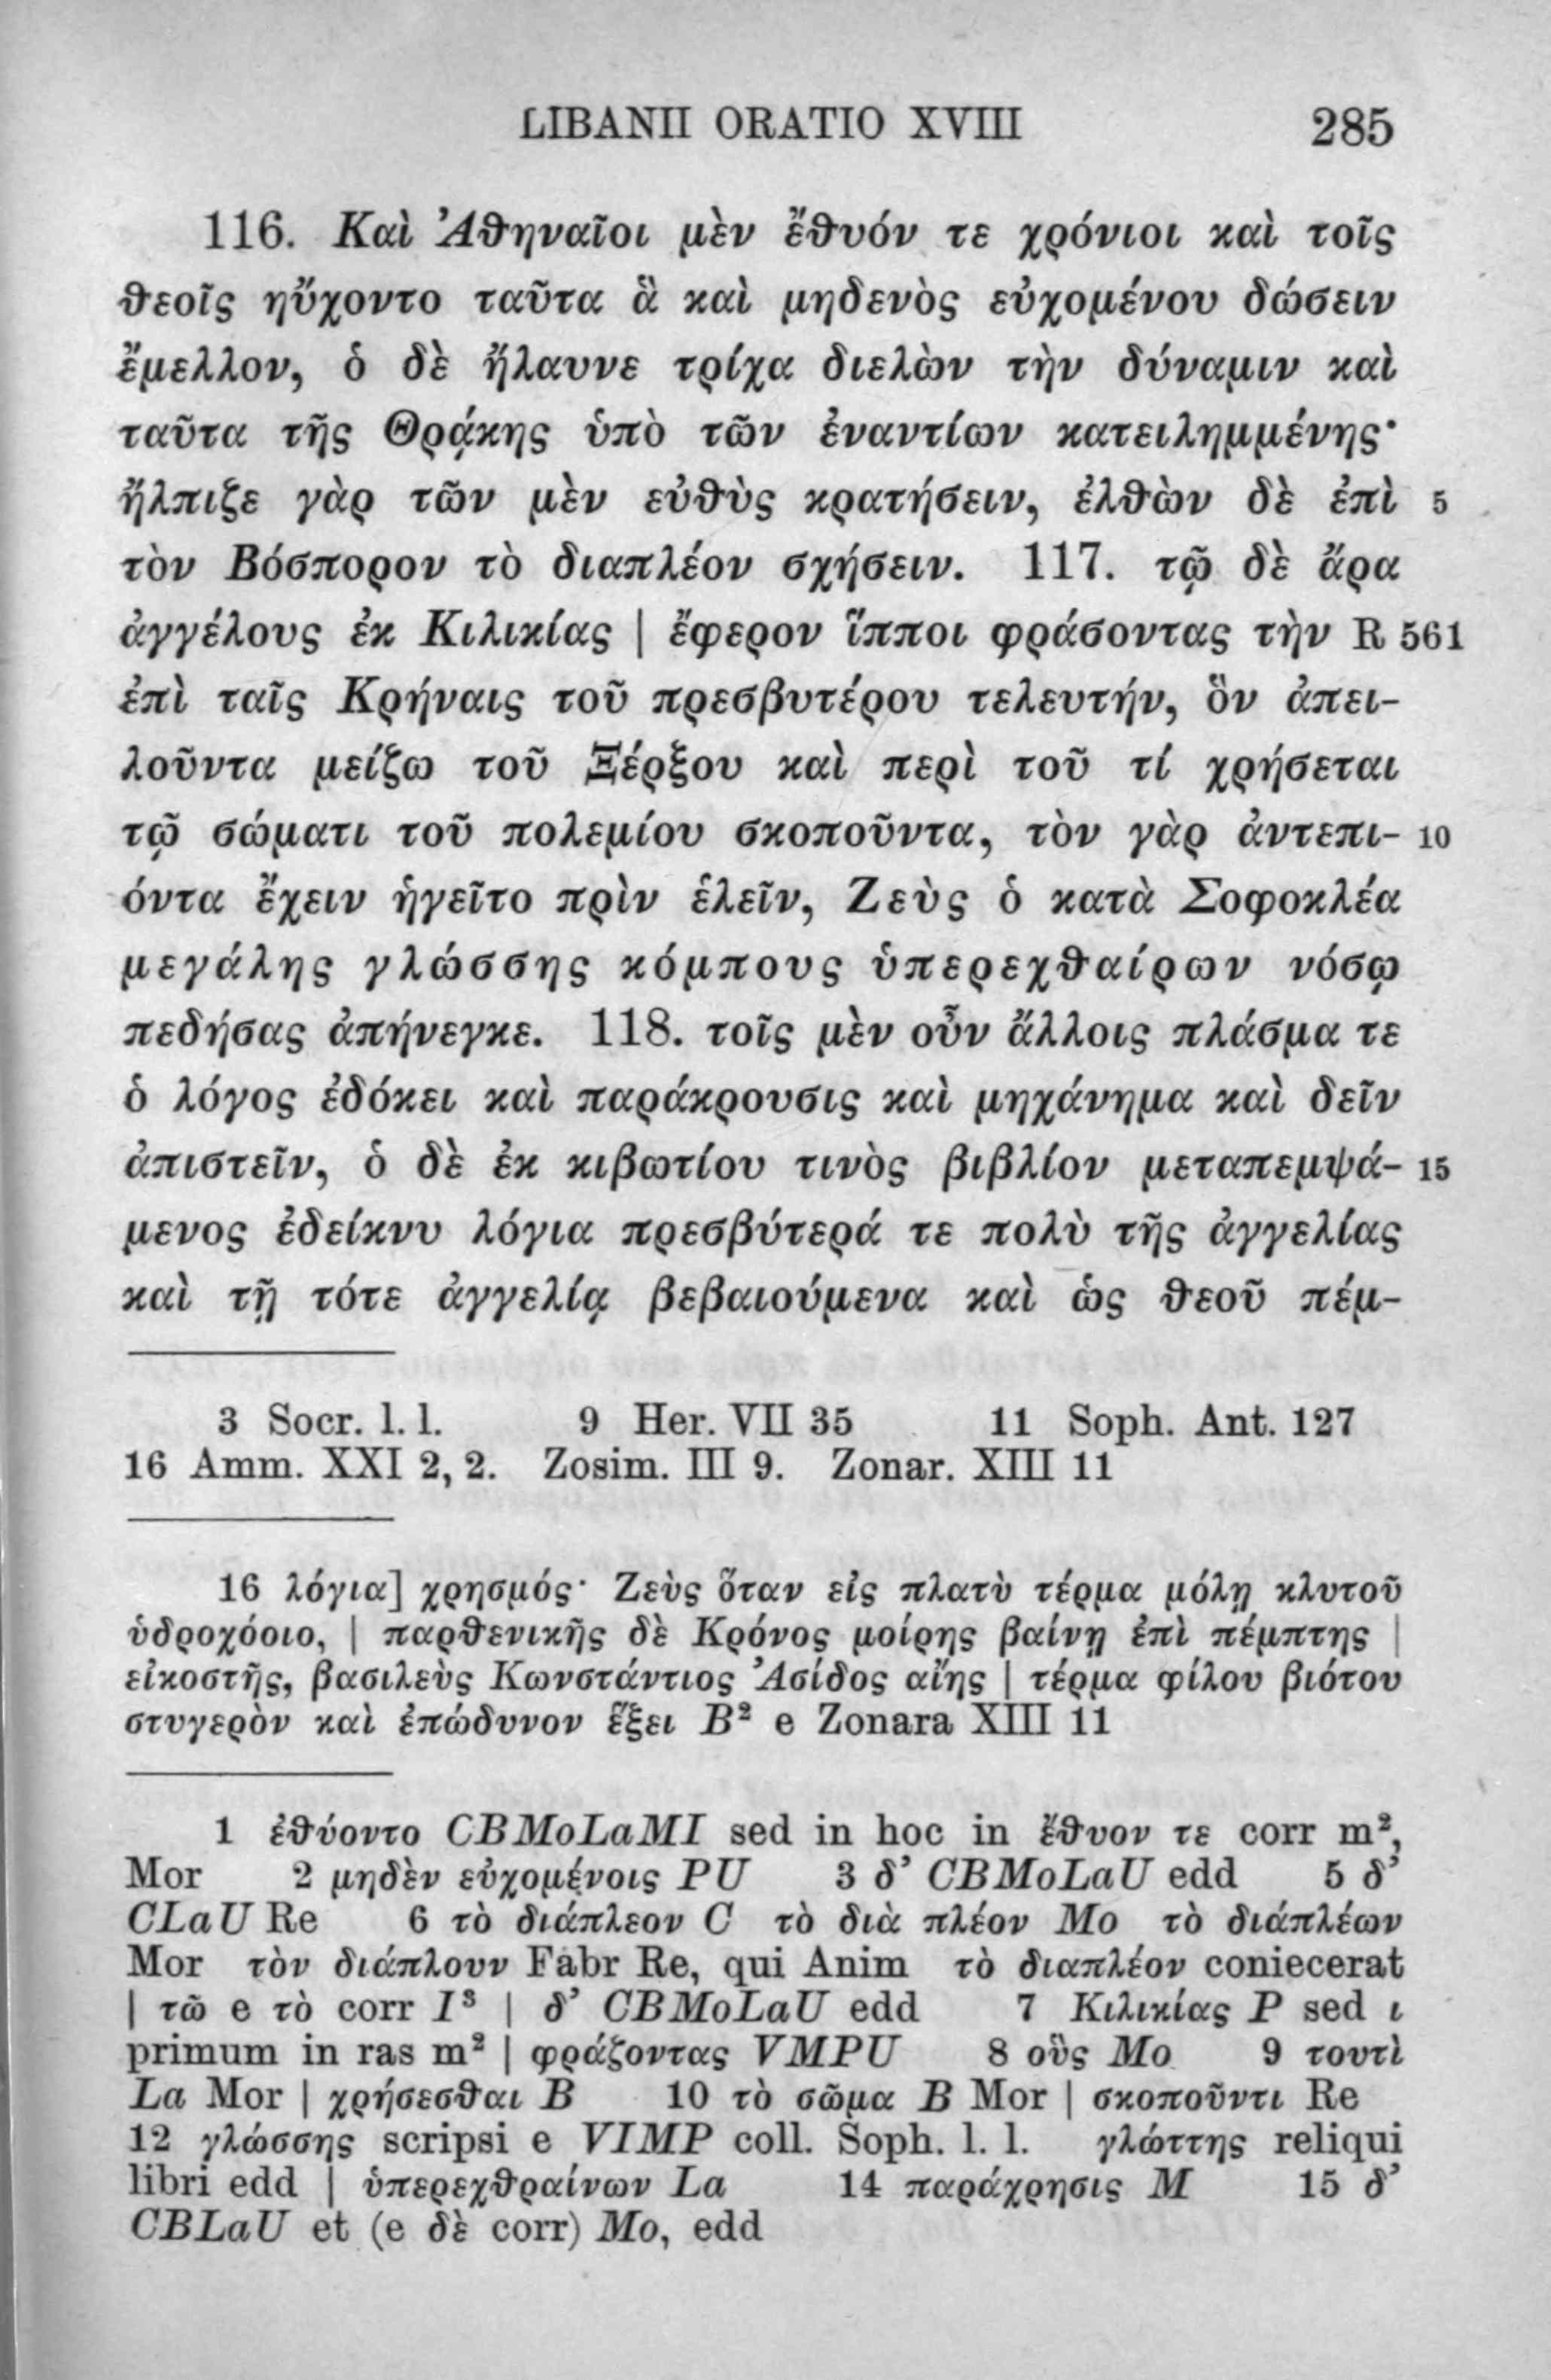 LIBANII ORATIO XVIII 285
116. Καὶ Ἀθηναῖοι μὲν ἔθυόν τε χρόνιοι καὶ τοῖς
θεοῖς ηὔχοντο ταῦτα ἃ καὶ μηδενὸς εὐχομένου δώσειν
ἔμελλον, ὁ δὲ ἤλαυνε τρίχα διελὼν τὴν δύναμιν καὶ
ταῦτα τῆς Θρᾴκης ὑπὸ τῶν ἐναντίων κατειλημμένης·
ἤλπιζε γὰρ τῶν μὲν εὐθὺς κρατήσειν, ἐλθὼν δὲ ἐπὶ 5
τὸν Βόσπορον τὸ διαπλέον σχήσειν. 117. τῷ δὲ ἄρα
ἀγγέλους ἐκ Κιλικίας | ἔφερον ἵπποι φράσοντας τὴν R 561
ἐπὶ ταῖς Κρήναις τοῦ πρεσβυτέρου τελευτήν, ὃν ἀπει-
λοῦντα μείζω τοῦ Ξέρξου καὶ περὶ τοῦ τί χρήσεται
τῷ σώματι τοῦ πολεμίου σκοποῦντα, τὸν γὰρ ἀντεπι- 10
όντα ἔχειν ἡγεῖτο πρὶν ἑλεῖν, Ζεὺς ὁ κατὰ Σοφοκλέα
μεγάλης γλώσσης κόμπους ὑπερεχθαίρων νόσῳ
πεδήσας ἀπήνεγκε. 118. τοῖς μὲν οὖν ἄλλοις πλάσμα τε
ὁ λόγος ἐδόκει καὶ παράκρουσις καὶ μηχάνημα καὶ δεῖν
ἀπιστεῖν, ὁ δὲ ἐκ κιβωτίου τινὸς βιβλίον μεταπεμψά- 15
μενος ἐδείκνυ λόγια πρεσβύτερά τε πολὺ τῆς ἀγγελίας
καὶ τῇ τότε ἀγγελίᾳ βεβαιούμενα καὶ ὡς θεοῦ πέμ-
3 Socr. l. l. 9 Her. VII 35 11 Soph. Ant. 127
16 Amm. XXI 2, 2. Zosim. III 9. Zonar. XIII 11
16 λόγια] χρησμός· Ζεὺς ὅταν εἰς πλατὺ τέρμα μόλῃ κλυτοῦ
ὑδροχόοιο, | παρθενικῆς δὲ Κρόνος μοίρης βαίνῃ ἐπὶ πέμπτης |
εἰκοστῆς, βασιλεὺς Κωνστάντιος Ἀσίδος αἴης | τέρμα φίλου βιότου
στυγερὸν καὶ ἐπώδυνον ἕξει B² e Zonara XIII 11
1 ἐθύοντο CBMoLaMI sed in hoc in ἔθυον τε corr m²,
Mor 2 μηδὲν εὐχομένοις PU 3 δ’ CBMoLaU edd 5 δ’
CLaU Re 6 τὸ διάπλεον C τὸ διὰ πλέον Mo τὸ διάπλέων
Mor τὸν διάπλουν Fabr Re, qui Anim τὸ διαπλέον coniecerat
| τῶ e τὸ corr I³ | δ’ CBMoLaU edd 7 Κιλικίας P sed ι
primum in ras m² | φράζοντας VMPU 8 οὓς Mo 9 τουτὶ
La Mor | χρήσεσθαι B 10 τὸ σῶμα B Mor | σκοποῦντι Re
12 γλώσσης scripsi e VIMP coll. Soph. l. l. γλώττης reliqui
libri edd | ὑπερεχθραίνων La 14 παράχρησις M 15 δ’
CBLaU et (e δὲ corr) Mo, edd